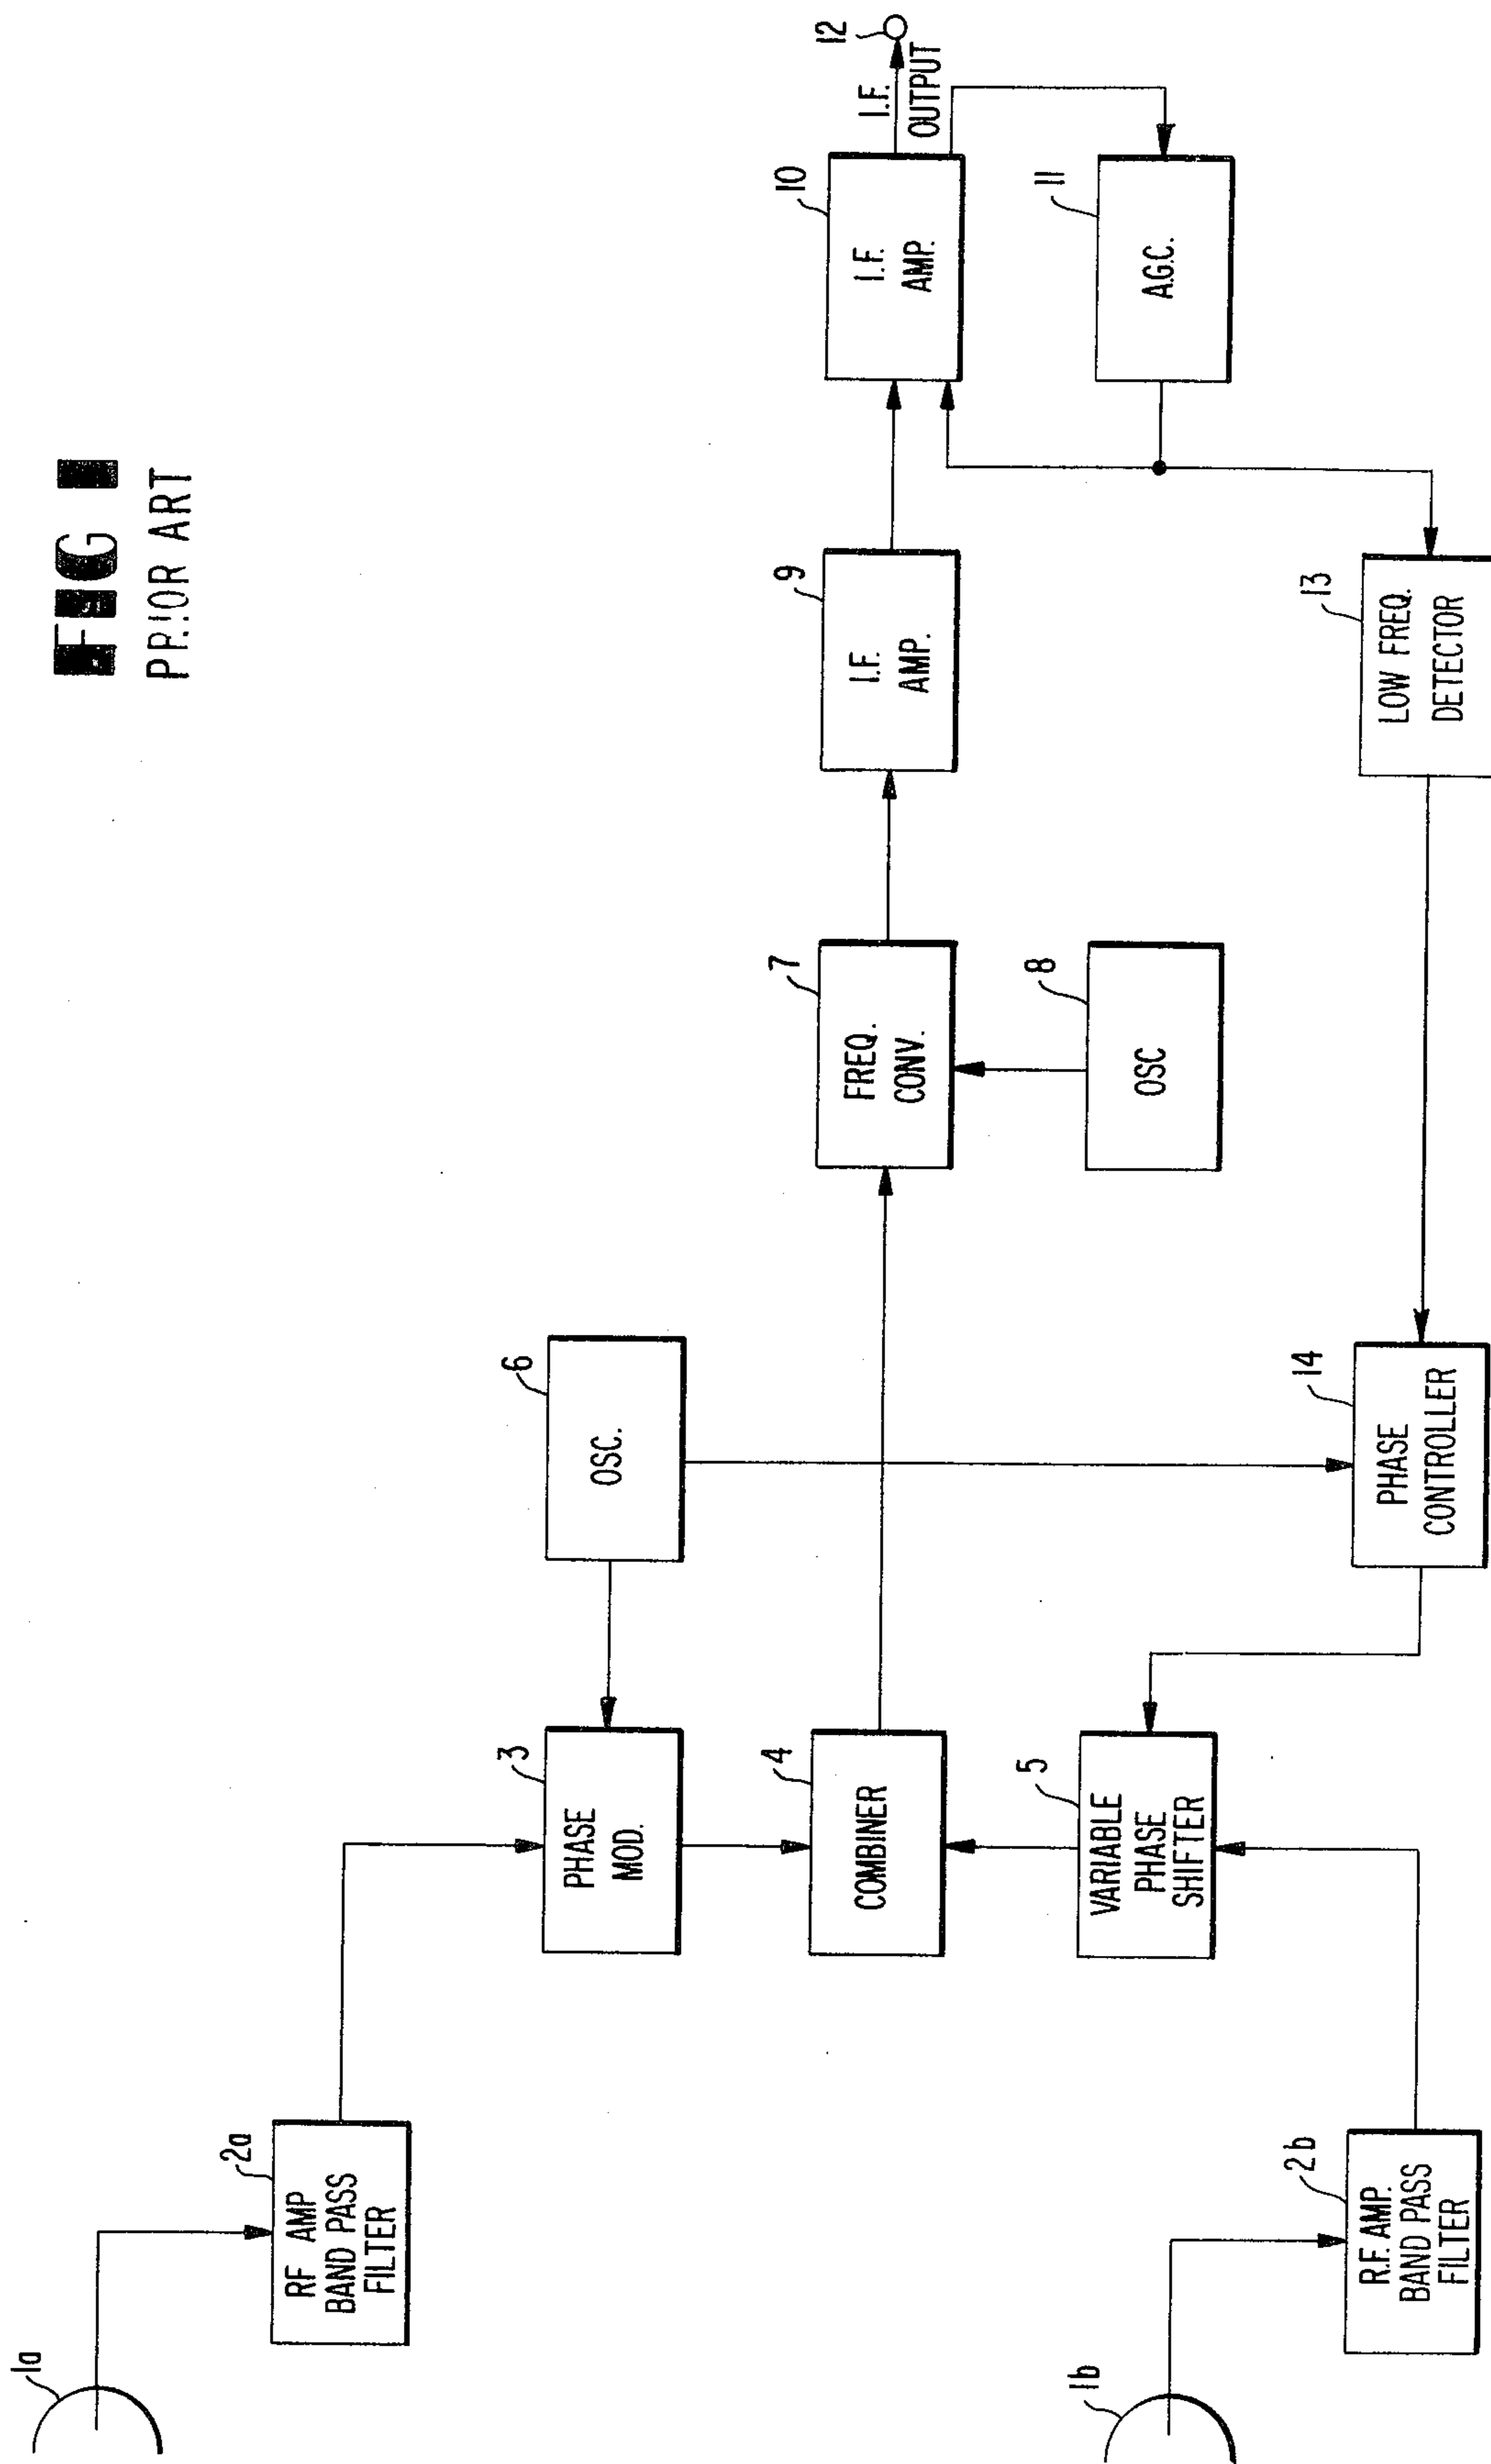 FIG 1
PRIOR ART
1a
2a
RF AMP
BAND PASS
FILTER
3
PHASE
MOD.
6
OSC.
4
COMBINER
7
FREQ.
CONV.
9
I.F.
AMP.
10
I.F.
AMP.
I.F.
OUTPUT
12
8
OSC
11
A.G.C.
5
VARIABLE
PHASE
SHIFTER
1b
2b
R.F. AMP.
BAND PASS
FILTER
14
PHASE
CONTROLLER
13
LOW FREQ.
DETECTOR